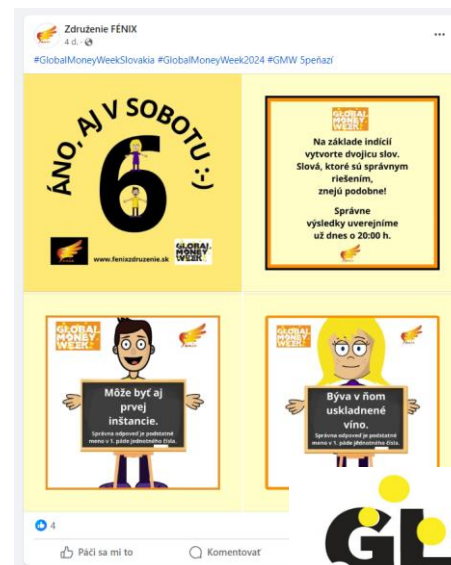 Združenie FÉNIX
4 d. ·
#GlobalMoneyWeekSlovakia #GlobalMoneyWeek2024 #GMW Speňazí
ÁNO, AJ V SOBOTU :-)
6
www.fenixzdruzenie.sk
GLOBAL
MONEY
WEEK
GLOBAL
MONEY
WEEK
Na základe indícií
vytvorte dvojicu slov.
Slová, ktoré sú správnym
riešením,
znejú podobne!
Správne
výsledky uverejníme
už dnes o 20:00 h.
GLOBAL
MONEY
WEEK
Môže byť aj
prvej
inštancie.
Správna odpoveď je podstatné
meno v 1. páde jednotného čísla.
GLOBAL
MONEY
WEEK
Býva v ňom
uskladnené
víno.
Správna odpoveď je podstatné
meno v 1. páde jednotného čísla.
4
Páči sa mi to
Komentovať
GL